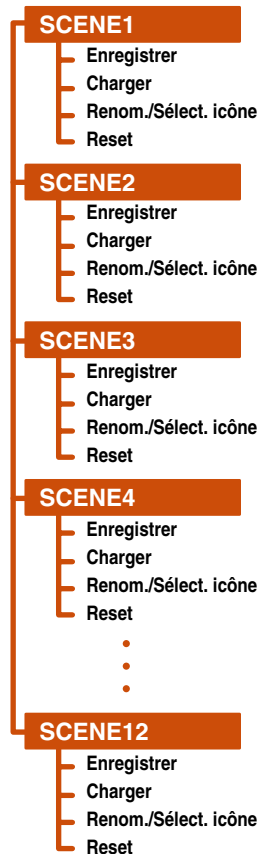 SCENE1
Enregistrer
Charger
Renom./Sélect. icône
Reset
SCENE2
Enregistrer
Charger
Renom./Sélect. icône
Reset
SCENE3
Enregistrer
Charger
Renom./Sélect. icône
Reset
SCENE4
Enregistrer
Charger
Renom./Sélect. icône
Reset
SCENE12
Enregistrer
Charger
Renom./Sélect. icône
Reset